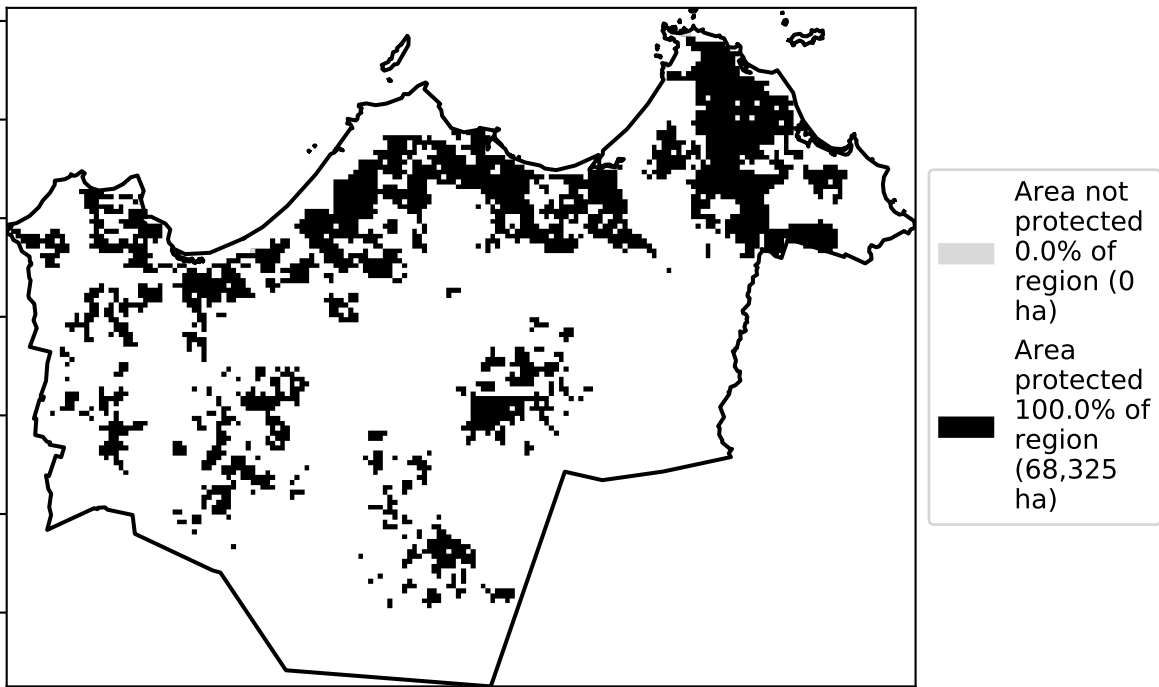 Area not
protected
0.0% of
region (0
ha)
Area
protected
100.0% of
region
(68,325
ha)